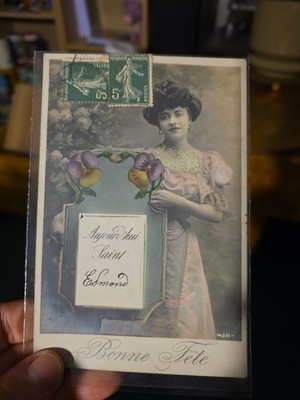 5c
5c
Aujourd'hui
Saint
Edmond
Bonne Fête